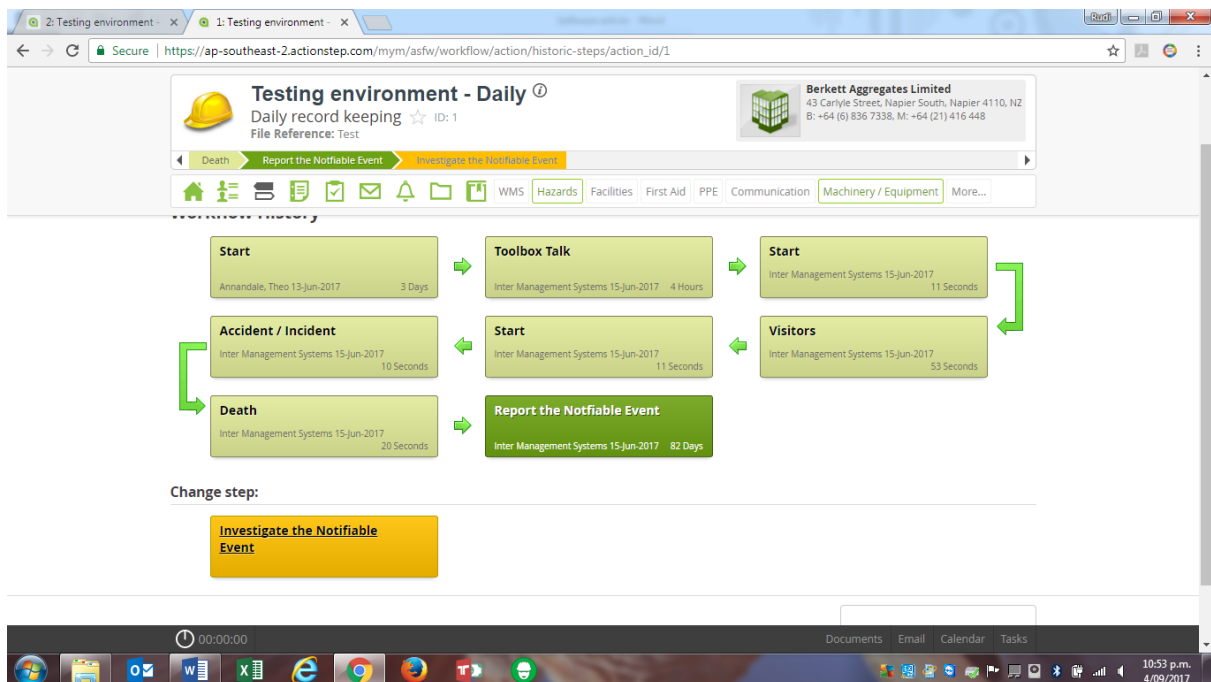 2: Testing environment -
1: Testing environment -
Rudi
Secure
https://ap-southeast-2.actionstep.com/mym/asfw/workflow/action/historic-steps/action_id/1
Testing environment - Daily
Daily record keeping ID: 1
File Reference: Test
Berkett Aggregates Limited
43 Carlyle Street, Napier South, Napier 4110, NZ
B: +64 (6) 836 7338, M: +64 (21) 416 448
Death
Report the Notfiable Event
Investigate the Notifiable Event
WMS Hazards Facilities First Aid PPE Communication Machinery / Equipment More...
Workflow History
Start
Annandale, Theo 13-Jun-2017 3 Days
Toolbox Talk
Inter Management Systems 15-Jun-2017 4 Hours
Start
Inter Management Systems 15-Jun-2017
11 Seconds
Accident / Incident
Inter Management Systems 15-Jun-2017
10 Seconds
Start
Inter Management Systems 15-Jun-2017
11 Seconds
Visitors
Inter Management Systems 15-Jun-2017
53 Seconds
Death
Inter Management Systems 15-Jun-2017
20 Seconds
Report the Notfiable Event
Inter Management Systems 15-Jun-2017 82 Days
Change step:
Investigate the Notifiable
Event
00:00:00
Documents Email Calendar Tasks
10:53 p.m.
4/09/2017